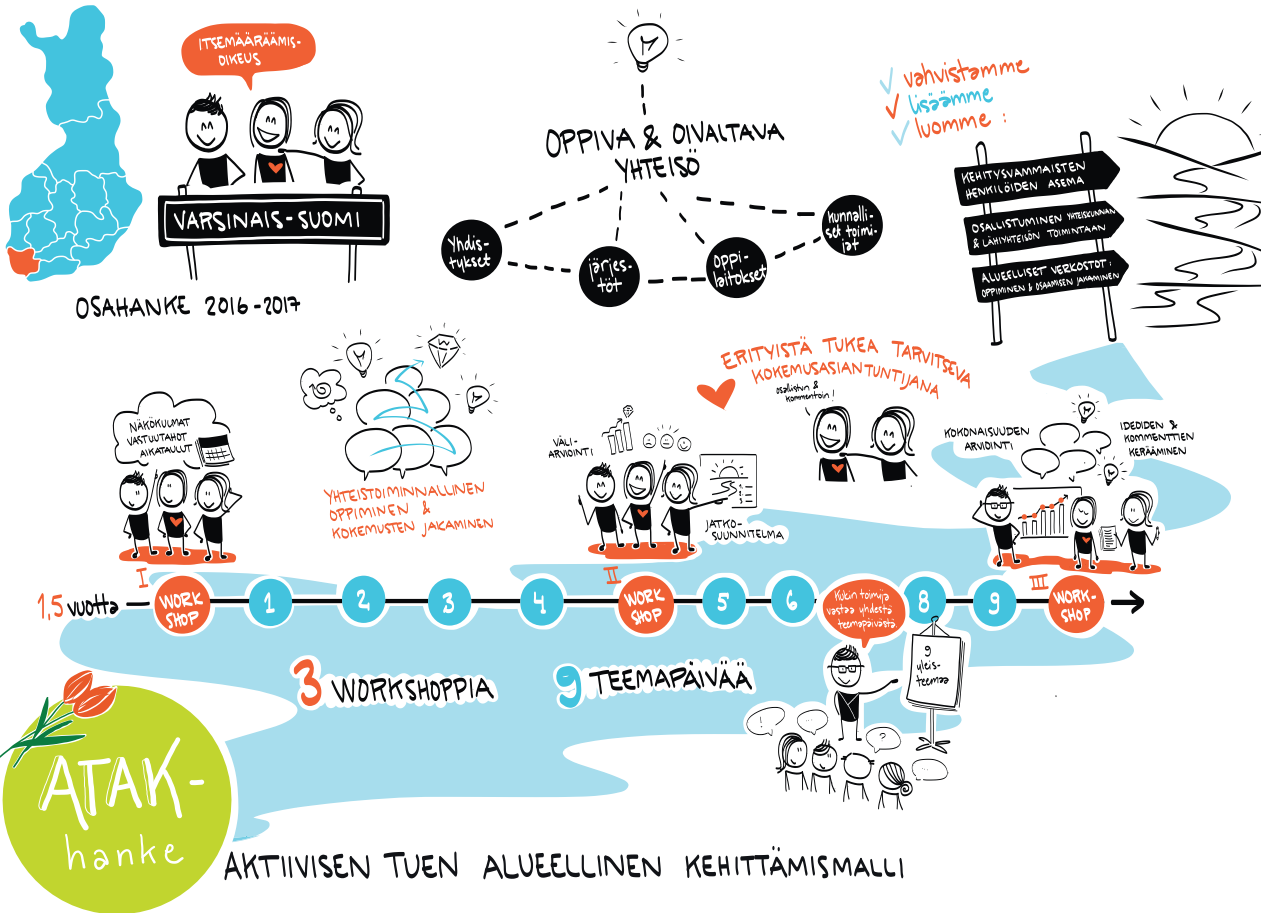 ITSEMÄÄRÄÄMIS-
OIKEUS
VARSINAIS-SUOMI
OSAHANKE 2016-2017
OPPIVA & OIVALTAVA
YHTEISÖ
Yhdis-
tykset
järjes-
töt
oppi-
laitokset
kunnalli-
set toimi-
jat
vahvistamme
lisäämme
luomme :
KEHITYSVAMMAISTEN
HENKILÖIDEN ASEMA
OSALLISTUMINEN YHTEISKUNNAN
& LÄHIYHTEISÖN TOIMINTAAN
ALUEELLISET VERKOSTOT :
OPPIMINEN & OSAAMISEN JAKAMINEN
NÄKÖKULMAT
VASTUUTAHOT
AIKATAULUT
YHTEISTOIMINNALLINEN
OPPIMINEN &
KOKEMUSTEN JAKAMINEN
VÄLI-
ARVIOINTI
JATKO-
SUUNNITELMA
ERITYISTÄ TUKEA TARVITSEVA
KOKEMUSASIANTUNTIJANA
osallistun &
kommentoin !
KOKONAISUUDEN
ARVIOINTI
IDEOIDEN &
KOMMENTTIEN
KERÄÄMINEN
1,5 vuotta
I
WORK
SHOP
1
2
3
4
II
WORK
SHOP
5
6
Kukin toimija
vastaa yhdestä
teemapäivästä
8
9
III
WORK-
SHOP
3 WORKSHOPPIA
9 TEEMAPÄIVÄÄ
9
yleis-
teemaa
!
...
?
...
ATAK-
hanke
AKTIIVISEN TUEN ALUEELLINEN KEHITTÄMISMALLI